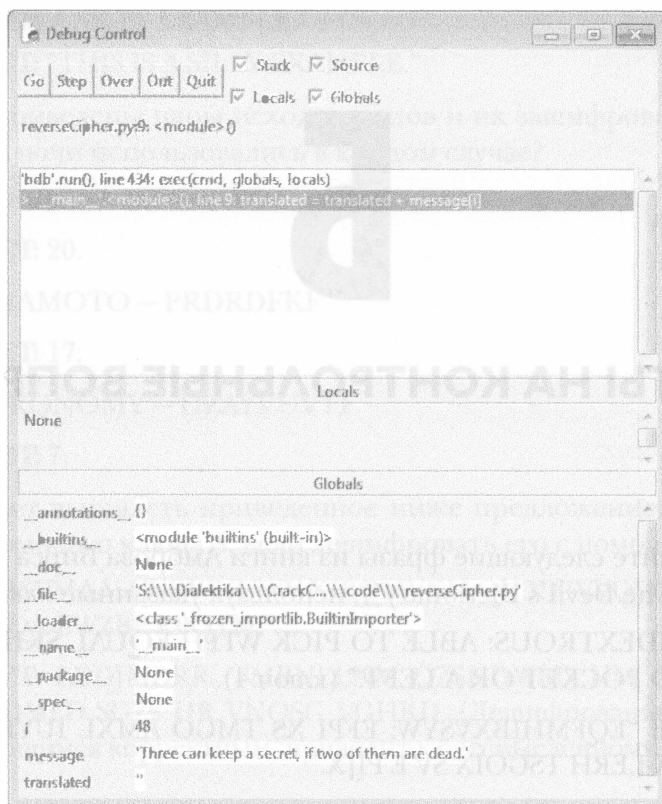 Debug Control
Go Step Over Out Quit
Stack Source
Locals Globals
reverseCipher.py:9: <module>()
'bdb'.run(), line 434: exec(cmd, globals, locals)
> '__main__'.<module>(), line 9: translated = translated + message[i]
Locals
None
Globals
__annotations__ {}
__builtins__ <module 'builtins' (built-in)>
__doc__ None
__file__ 'S:\\\\Dialektika\\\\CrackC...\\\code\\\\reverseCipher.py'
__loader__ <class '_frozen_importlib.BuiltinImporter'>
__name__ '__main__'
__package__ None
__spec__ None
i 48
message 'Three can keep a secret, if two of them are dead.'
translated ''